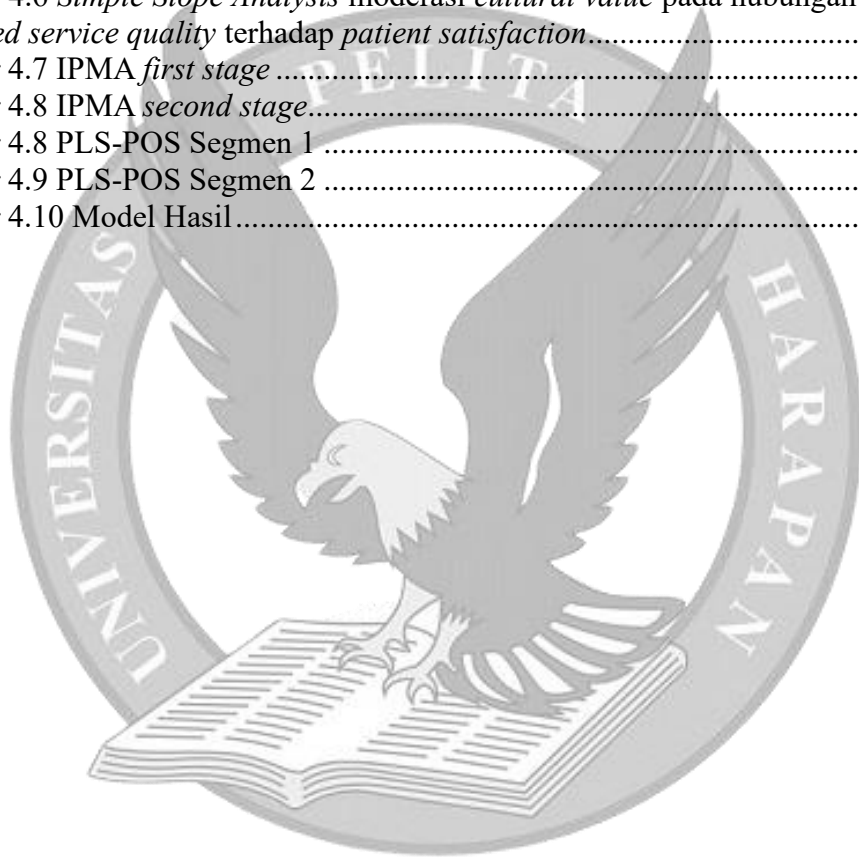 4.6 Simple Slope Analysis moderasi cultural value pada hubungan
ed service quality terhadap patient satisfaction..........................................
4.7 IPMA first stage ..........................................................................................
4.8 IPMA second stage......................................................................................
4.8 PLS-POS Segmen 1 ....................................................................................
4.9 PLS-POS Segmen 2 ....................................................................................
4.10 Model Hasil................................................................................................
UNIVERSITAS PELITA HARAPAN